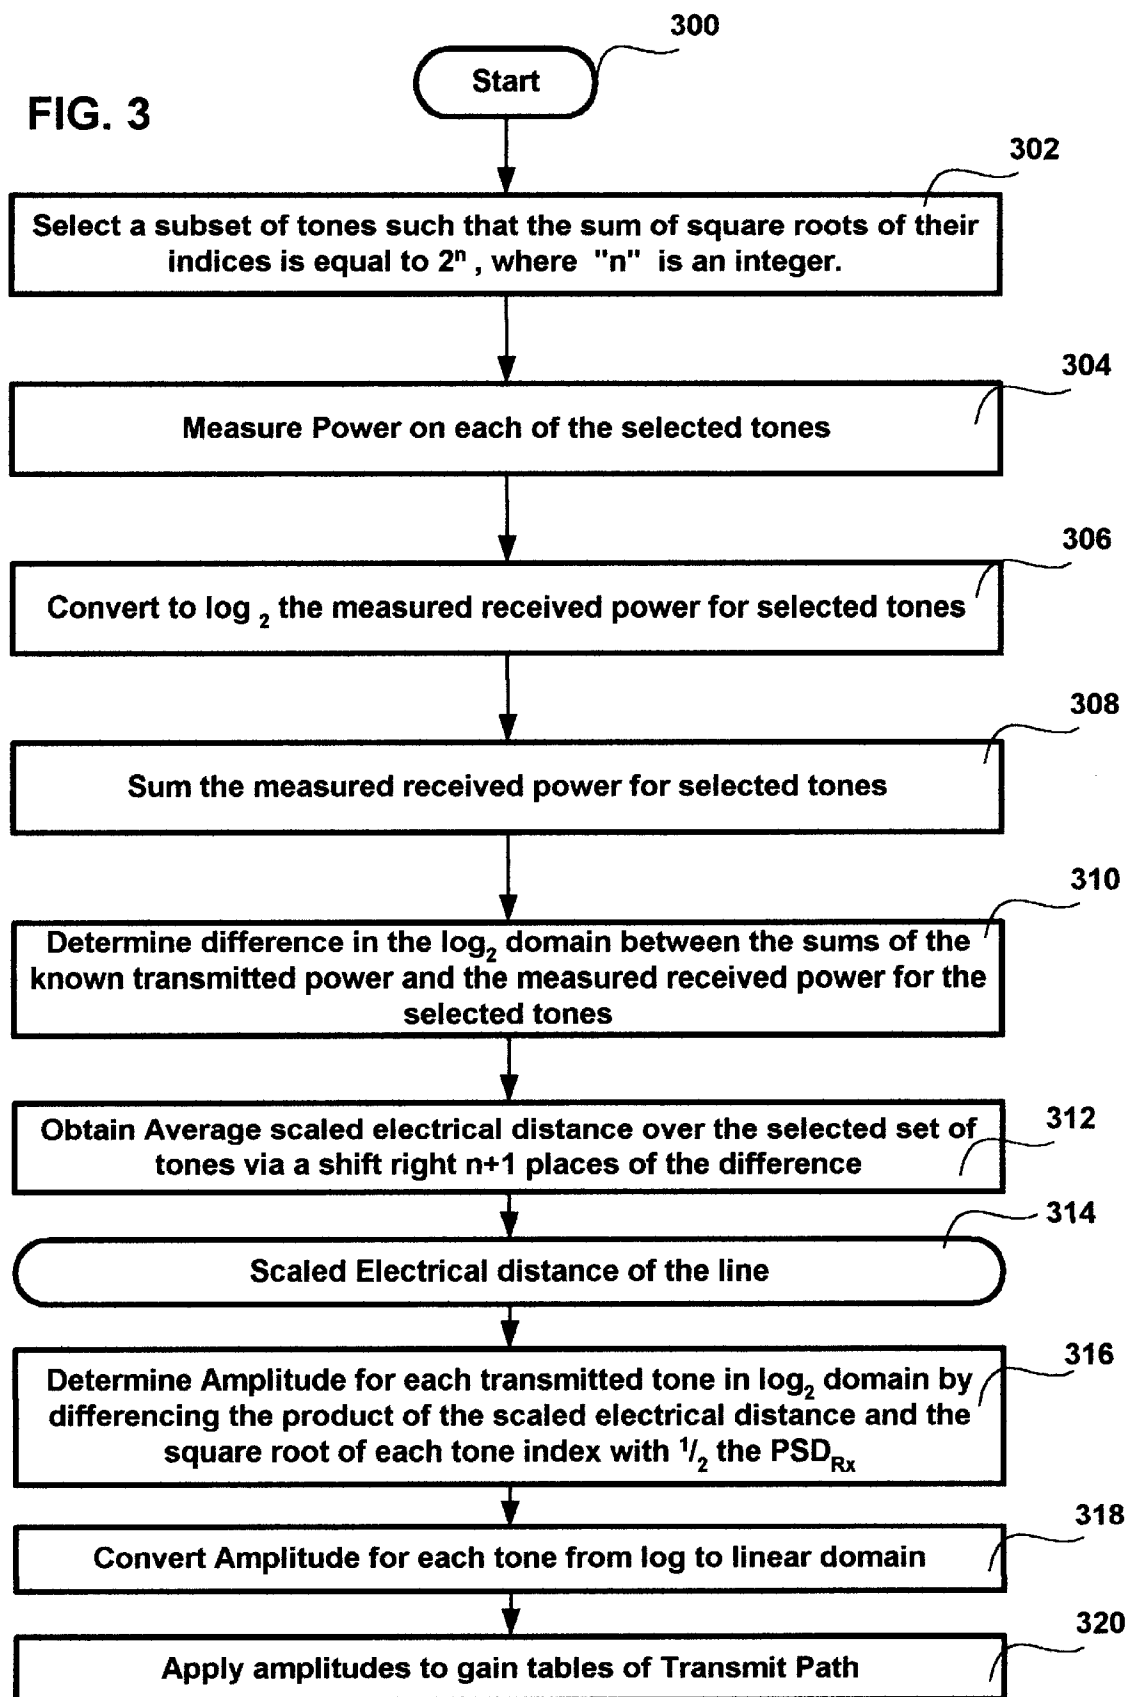 300
Start
FIG. 3
302
Select a subset of tones such that the sum of square roots of their
indices is equal to 2ⁿ , where "n" is an integer.
304
Measure Power on each of the selected tones
306
Convert to log ₂ the measured received power for selected tones
308
Sum the measured received power for selected tones
310
Determine difference in the log₂ domain between the sums of the
known transmitted power and the measured received power for the
selected tones
312
Obtain Average scaled electrical distance over the selected set of
tones via a shift right n+1 places of the difference
314
Scaled Electrical distance of the line
316
Determine Amplitude for each transmitted tone in log₂ domain by
differencing the product of the scaled electrical distance and the
square root of each tone index with ¹/₂ the PSD_Rx
318
Convert Amplitude for each tone from log to linear domain
320
Apply amplitudes to gain tables of Transmit Path